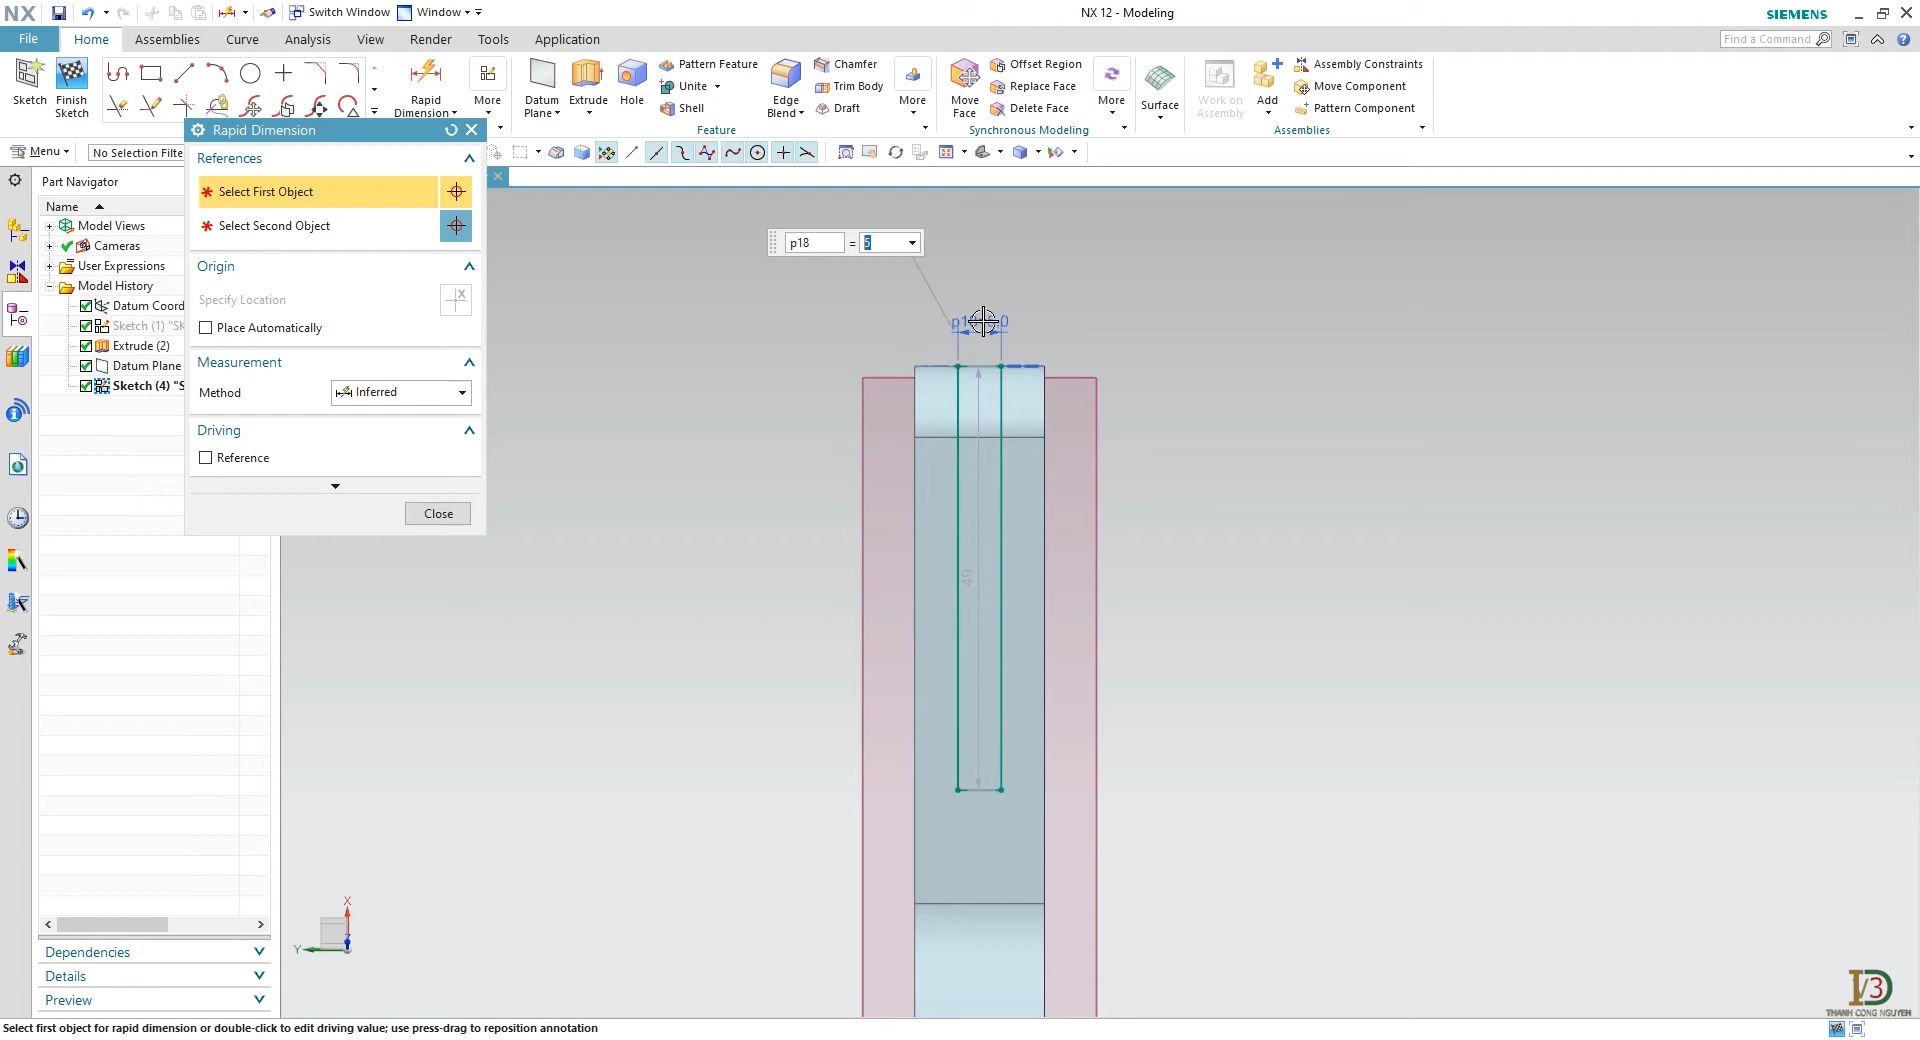 NX
Switch Window
Window
NX 12 - Modeling
SIEMENS
File
Home
Assemblies
Curve
Analysis
View
Render
Tools
Application
Find a Command
Sketch
Finish Sketch
Rapid Dimension
More
Datum Plane
Extrude
Hole
Pattern Feature
Unite
Shell
Edge Blend
Chamfer
Trim Body
Draft
More
Feature
Move Face
Offset Region
Replace Face
Delete Face
More
Synchronous Modeling
Surface
Work on Assembly
Add
Assembly Constraints
Move Component
Pattern Component
Assemblies
Menu
No Selection Filte
Rapid Dimension
References
* Select First Object
* Select Second Object
Origin
Specify Location
Place Automatically
Measurement
Method
Inferred
Driving
Reference
Close
Part Navigator
Name
Model Views
Cameras
User Expressions
Model History
Datum Coord
Sketch (1) "SK
Extrude (2)
Datum Plane
Sketch (4) "S
Dependencies
Details
Preview
p18 = 5
49
X
Y
Z
THANH CONG NGUYEN
Select first object for rapid dimension or double-click to edit driving value; use press-drag to reposition annotation